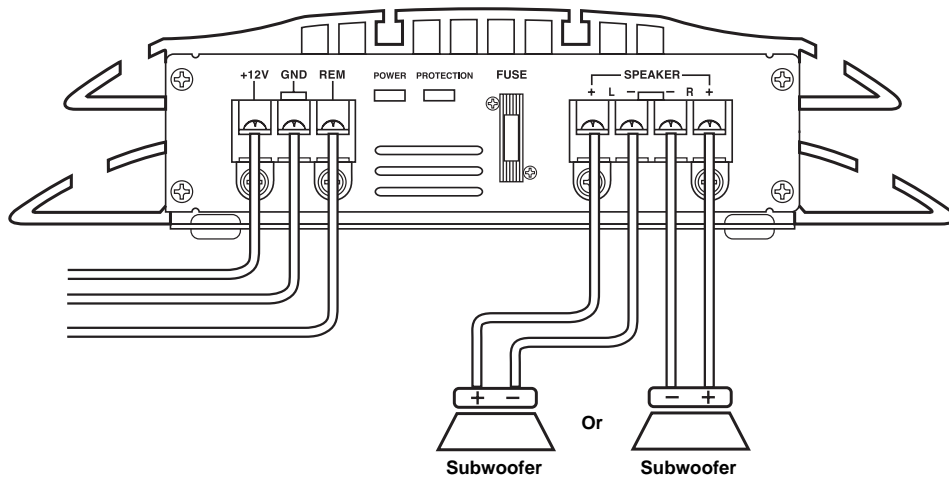 +12V GND REM POWER PROTECTION FUSE SPEAKER
+ L − − R +
+ − Or − +
Subwoofer Subwoofer